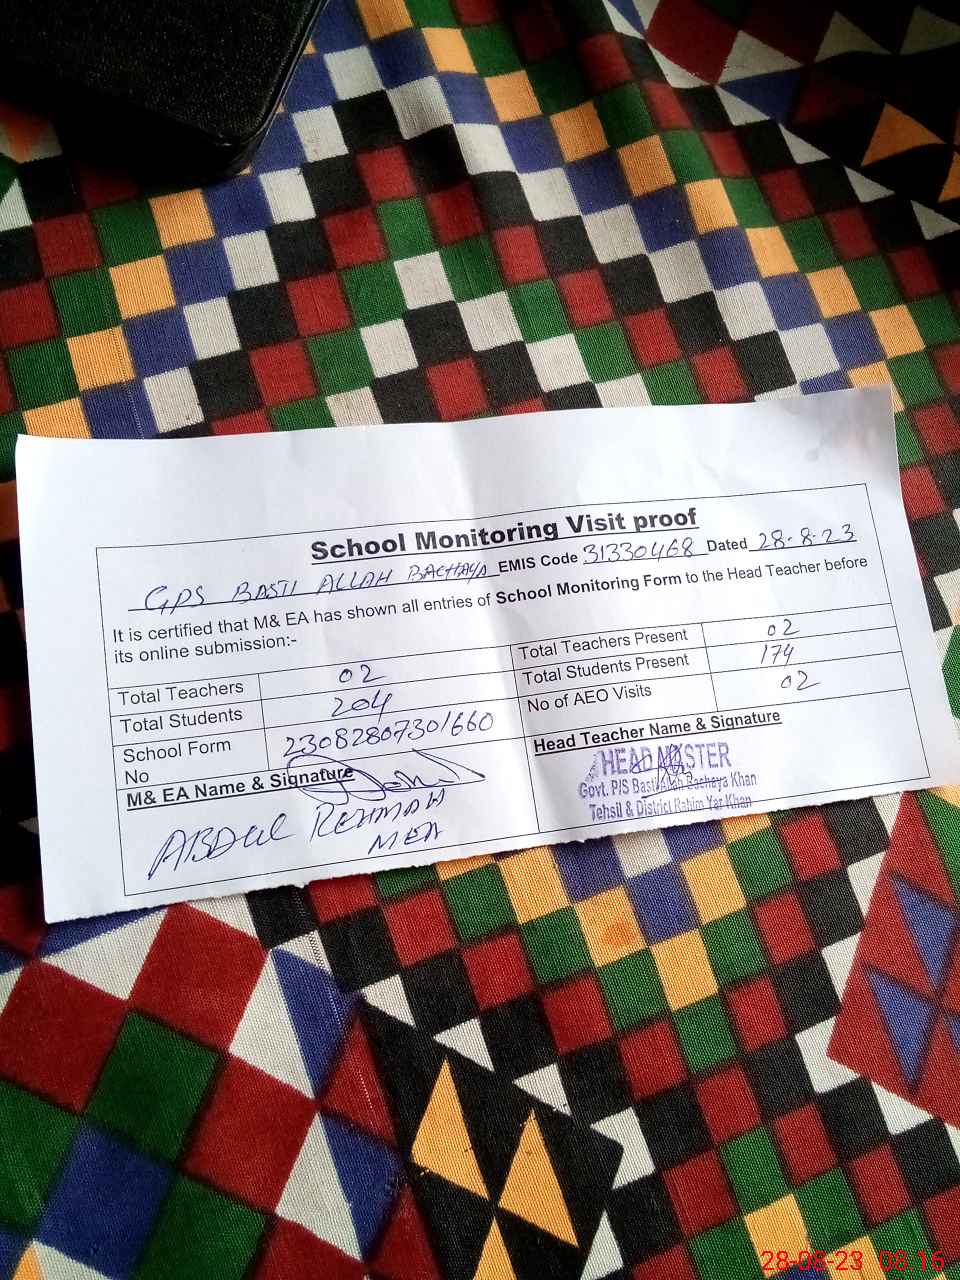 School Monitoring Visit proof
GPS BASTI ALLAH BACHAYA EMIS Code 31330468 Dated 28-8-23
It is certified that M& EA has shown all entries of School Monitoring Form to the Head Teacher before
its online submission:-
Total Teachers 02 Total Teachers Present 02
Total Students 204 Total Students Present 174
School Form No 23082807301660 No of AEO Visits 02
M& EA Name & Signature
ABDUL REHMAN
MEA
Head Teacher Name & Signature
HEAD MASTER
Govt. P/S Basti Allah Bachaya Khan
Tehsil & District Rahim Yar Khan
28-08-23 08:16